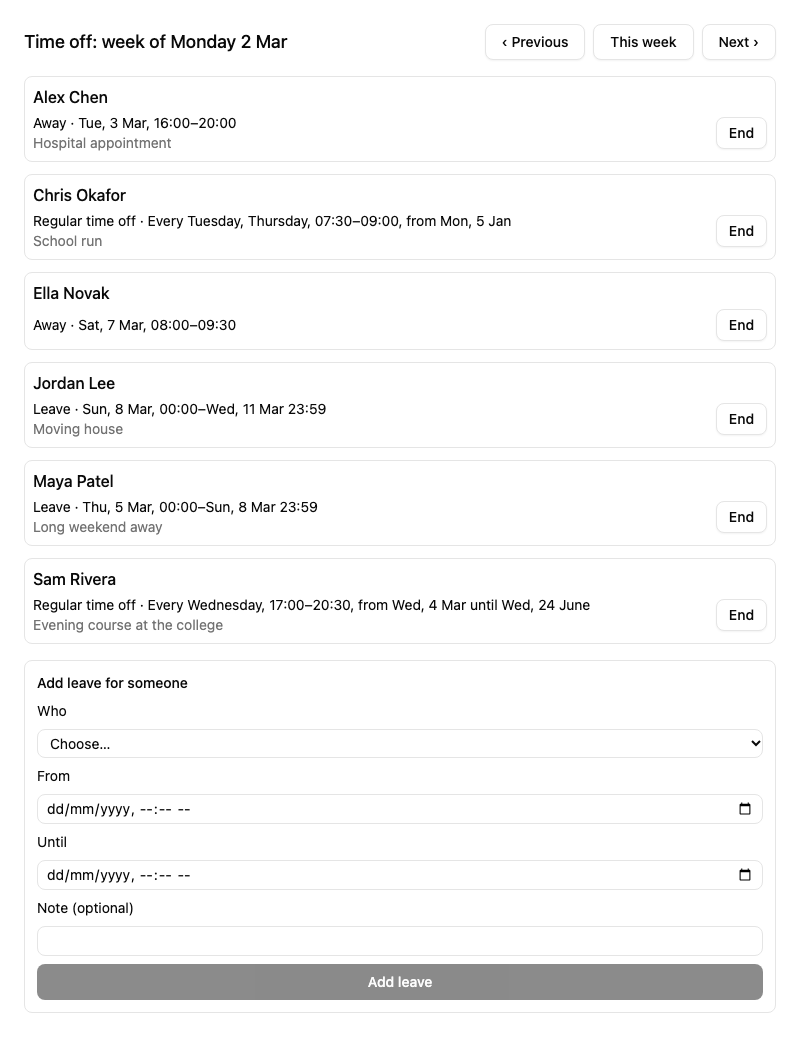 Time off: week of Monday 2 Mar
‹ Previous
This week
Next ›
Alex Chen
Away · Tue, 3 Mar, 16:00–20:00
Hospital appointment
End
Chris Okafor
Regular time off · Every Tuesday, Thursday, 07:30–09:00, from Mon, 5 Jan
School run
End
Ella Novak
Away · Sat, 7 Mar, 08:00–09:30
End
Jordan Lee
Leave · Sun, 8 Mar, 00:00–Wed, 11 Mar 23:59
Moving house
End
Maya Patel
Leave · Thu, 5 Mar, 00:00–Sun, 8 Mar 23:59
Long weekend away
End
Sam Rivera
Regular time off · Every Wednesday, 17:00–20:30, from Wed, 4 Mar until Wed, 24 June
Evening course at the college
End
Add leave for someone
Who
Choose...
From
dd/mm/yyyy, --:-- --
Until
dd/mm/yyyy, --:-- --
Note (optional)
Add leave